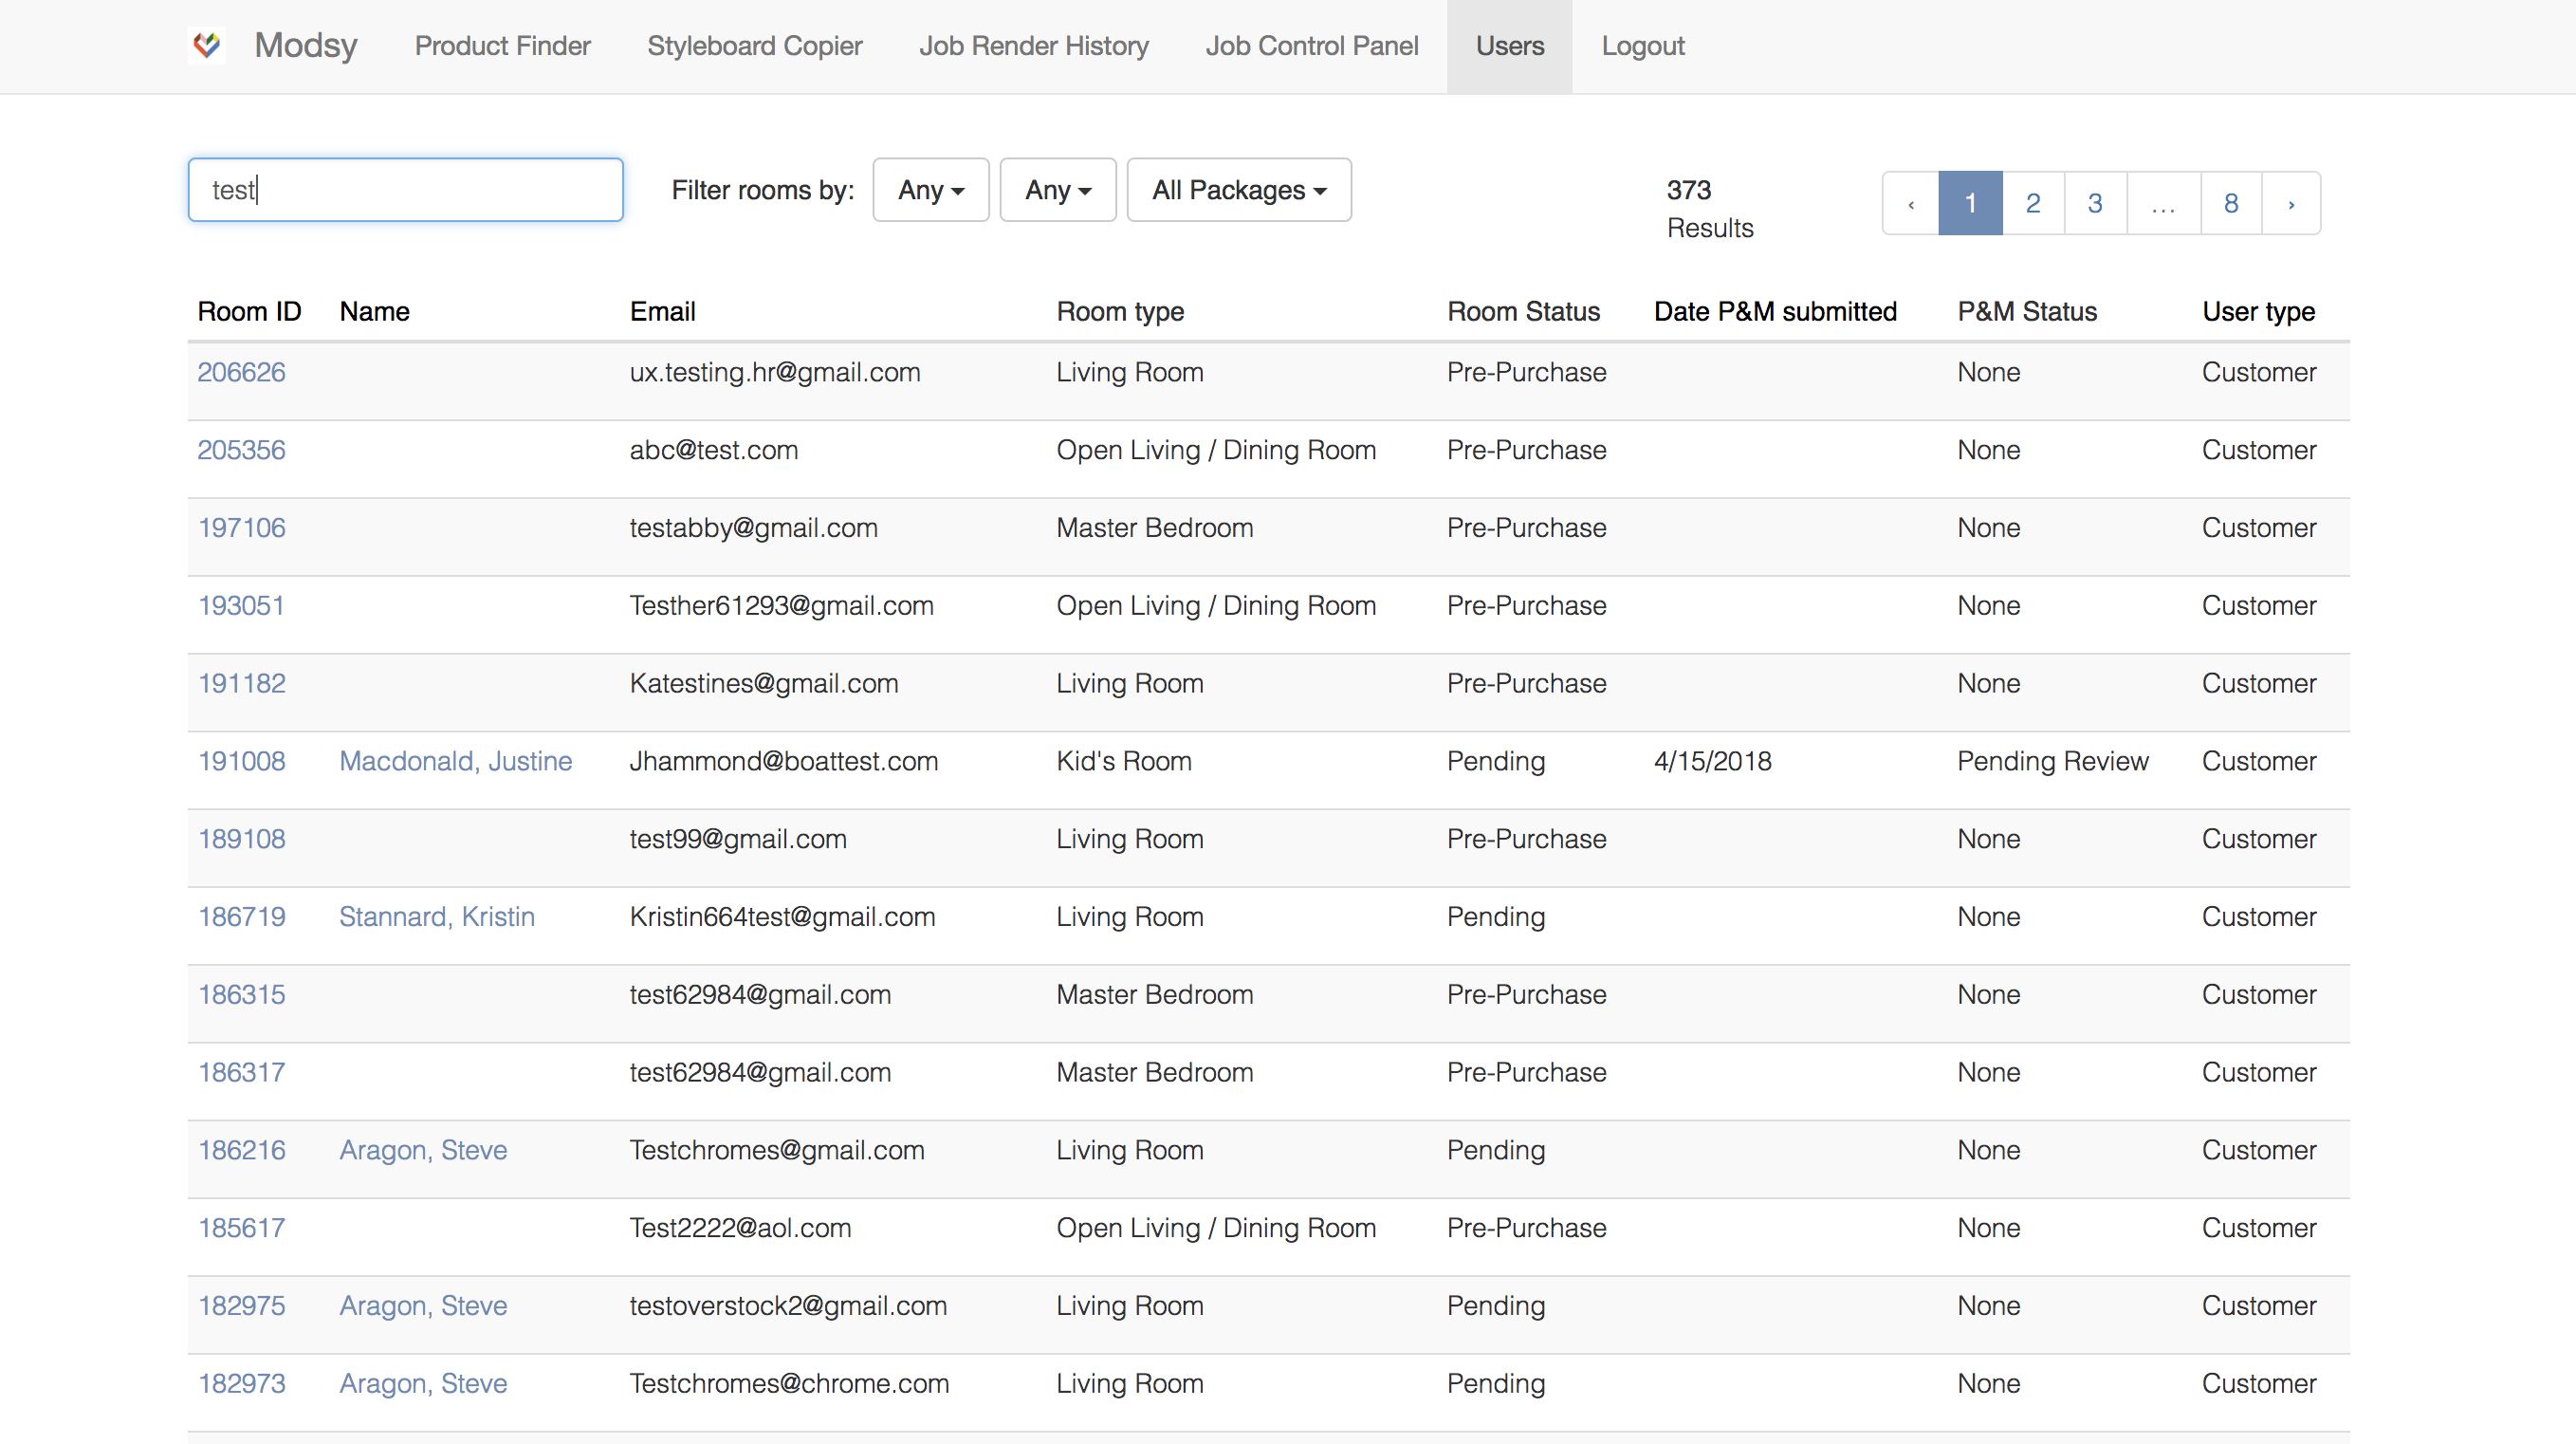 Modsy Product Finder Styleboard Copier Job Render History Job Control Panel Users Logout
test Filter rooms by: Any Any All Packages 373 Results ‹ 1 2 3 … 8 ›
Room ID Name Email Room type Room Status Date P&M submitted P&M Status User type
206626 ux.testing.hr@gmail.com Living Room Pre-Purchase None Customer
205356 abc@test.com Open Living / Dining Room Pre-Purchase None Customer
197106 testabby@gmail.com Master Bedroom Pre-Purchase None Customer
193051 Testher61293@gmail.com Open Living / Dining Room Pre-Purchase None Customer
191182 Katestines@gmail.com Living Room Pre-Purchase None Customer
191008 Macdonald, Justine Jhammond@boattest.com Kid's Room Pending 4/15/2018 Pending Review Customer
189108 test99@gmail.com Living Room Pre-Purchase None Customer
186719 Stannard, Kristin Kristin664test@gmail.com Living Room Pending None Customer
186315 test62984@gmail.com Master Bedroom Pre-Purchase None Customer
186317 test62984@gmail.com Master Bedroom Pre-Purchase None Customer
186216 Aragon, Steve Testchromes@gmail.com Living Room Pending None Customer
185617 Test2222@aol.com Open Living / Dining Room Pre-Purchase None Customer
182975 Aragon, Steve testoverstock2@gmail.com Living Room Pending None Customer
182973 Aragon, Steve Testchromes@chrome.com Living Room Pending None Customer